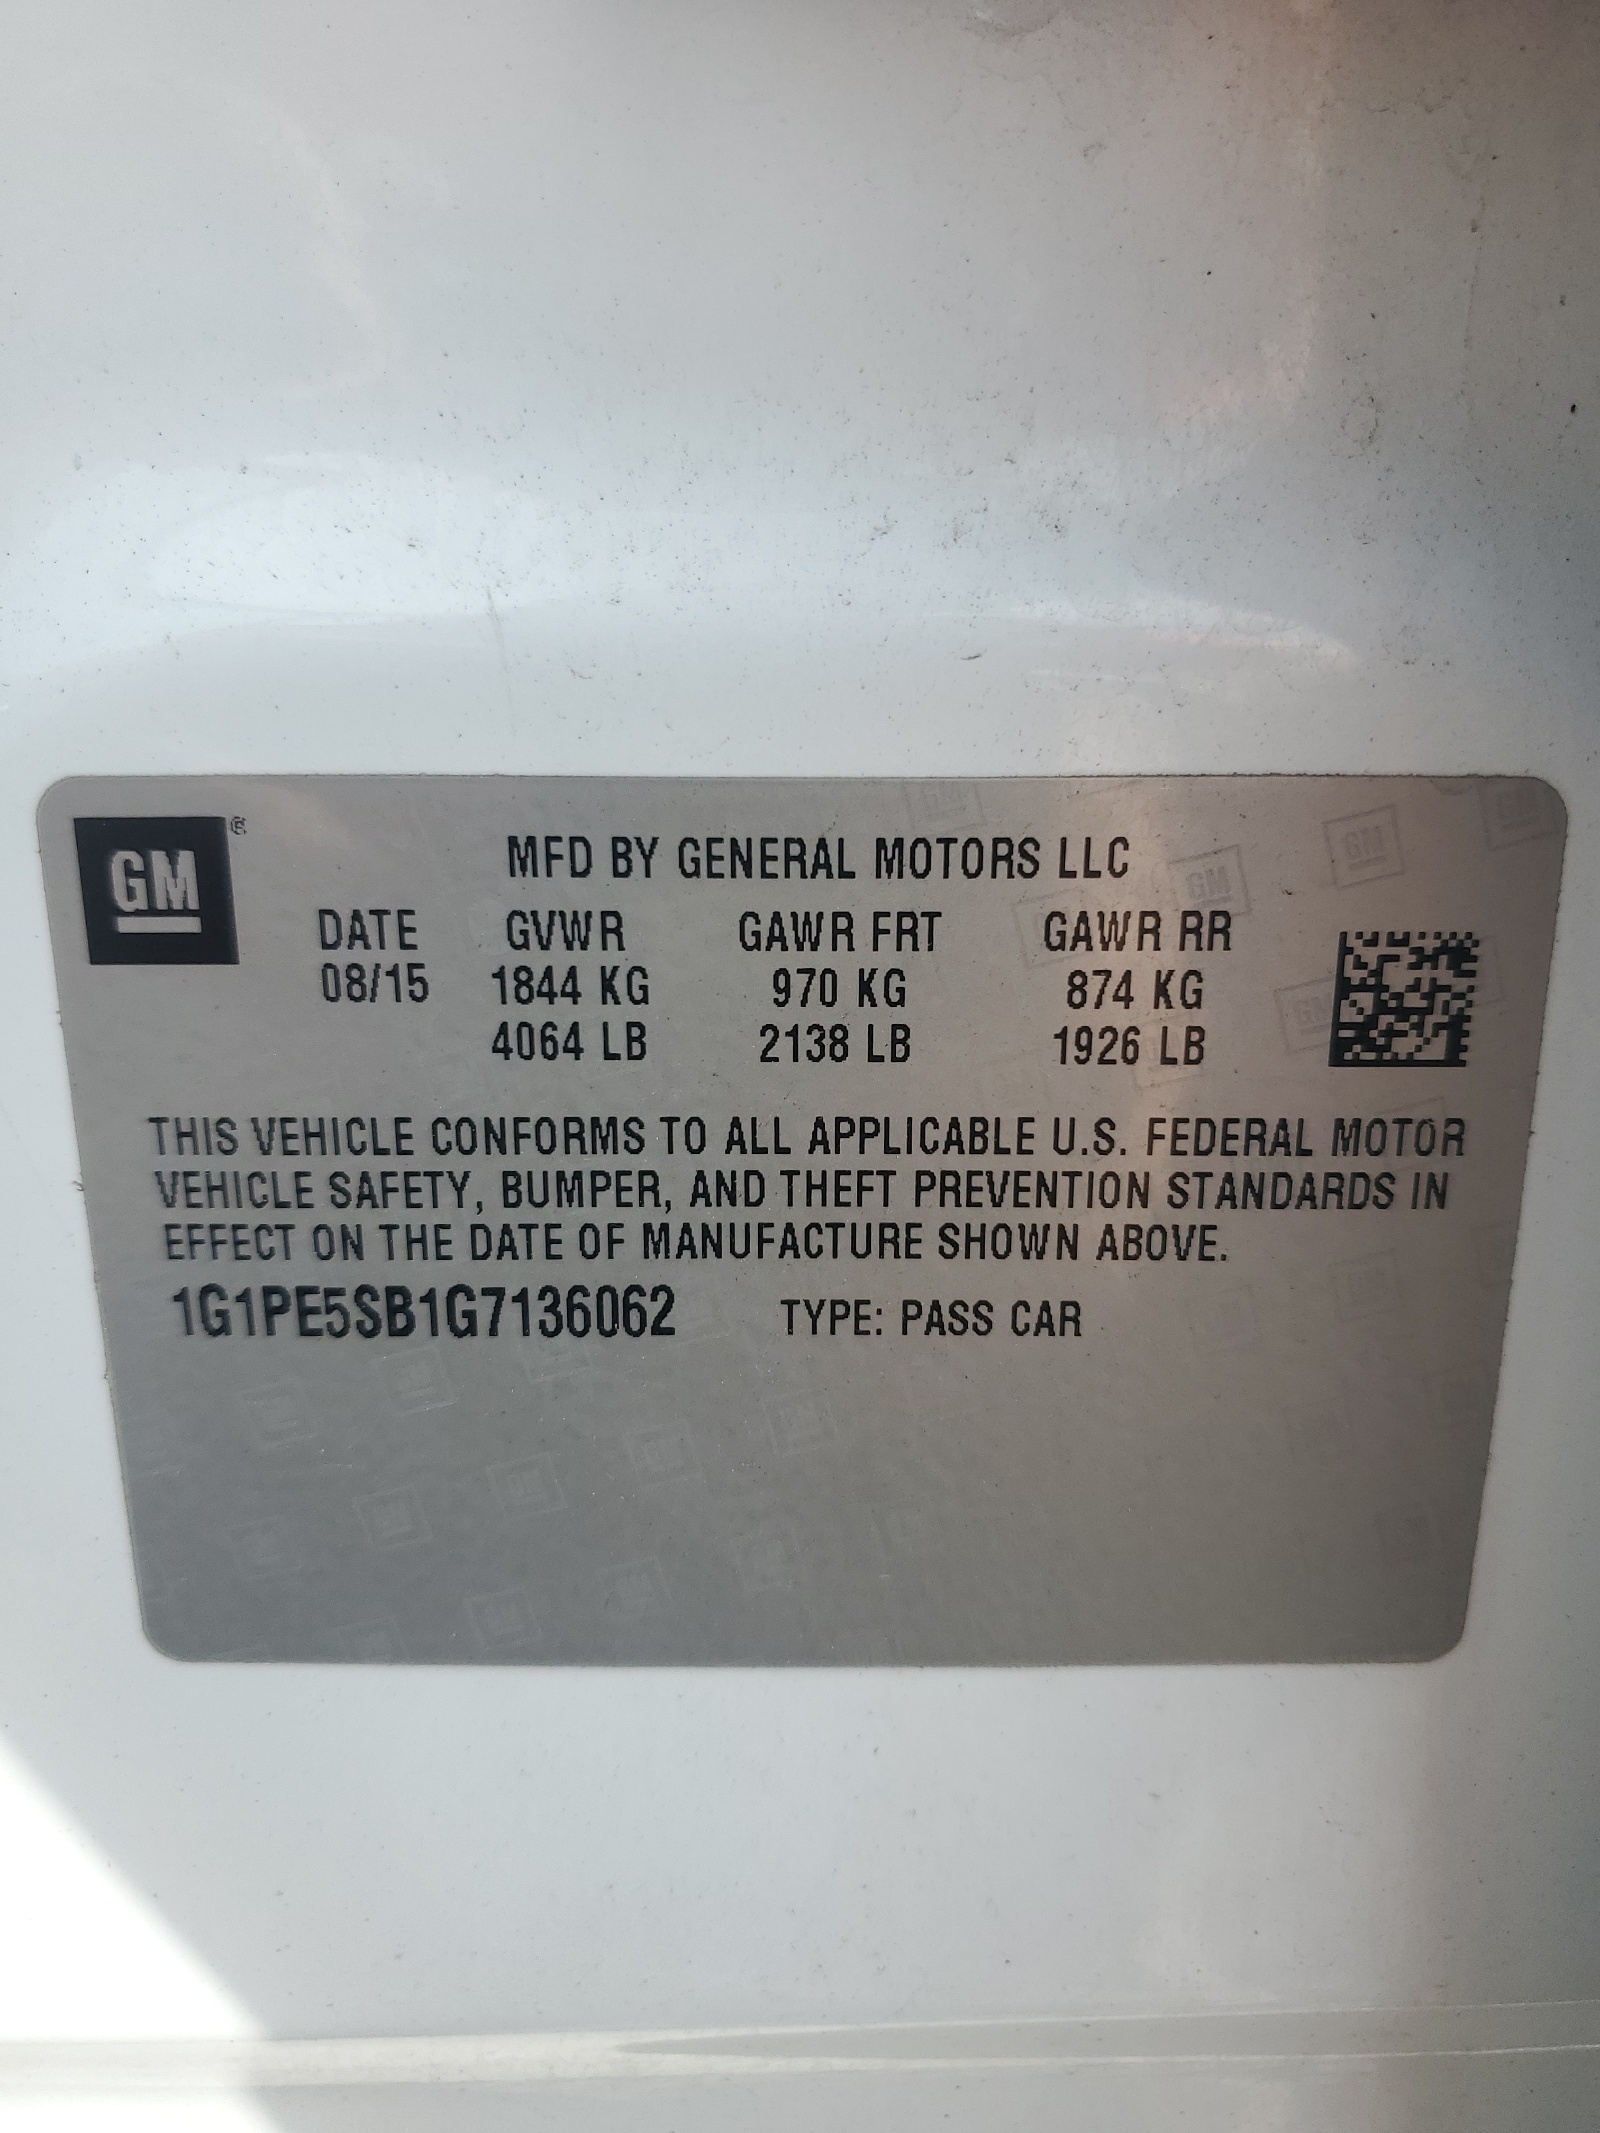 GM ®
MFD BY GENERAL MOTORS LLC
DATE GVWR GAWR FRT GAWR RR
08/15 1844 KG 970 KG 874 KG
4064 LB 2138 LB 1926 LB
THIS VEHICLE CONFORMS TO ALL APPLICABLE U.S. FEDERAL MOTOR
VEHICLE SAFETY, BUMPER, AND THEFT PREVENTION STANDARDS IN
EFFECT ON THE DATE OF MANUFACTURE SHOWN ABOVE.
1G1PE5SB1G7136062 TYPE: PASS CAR